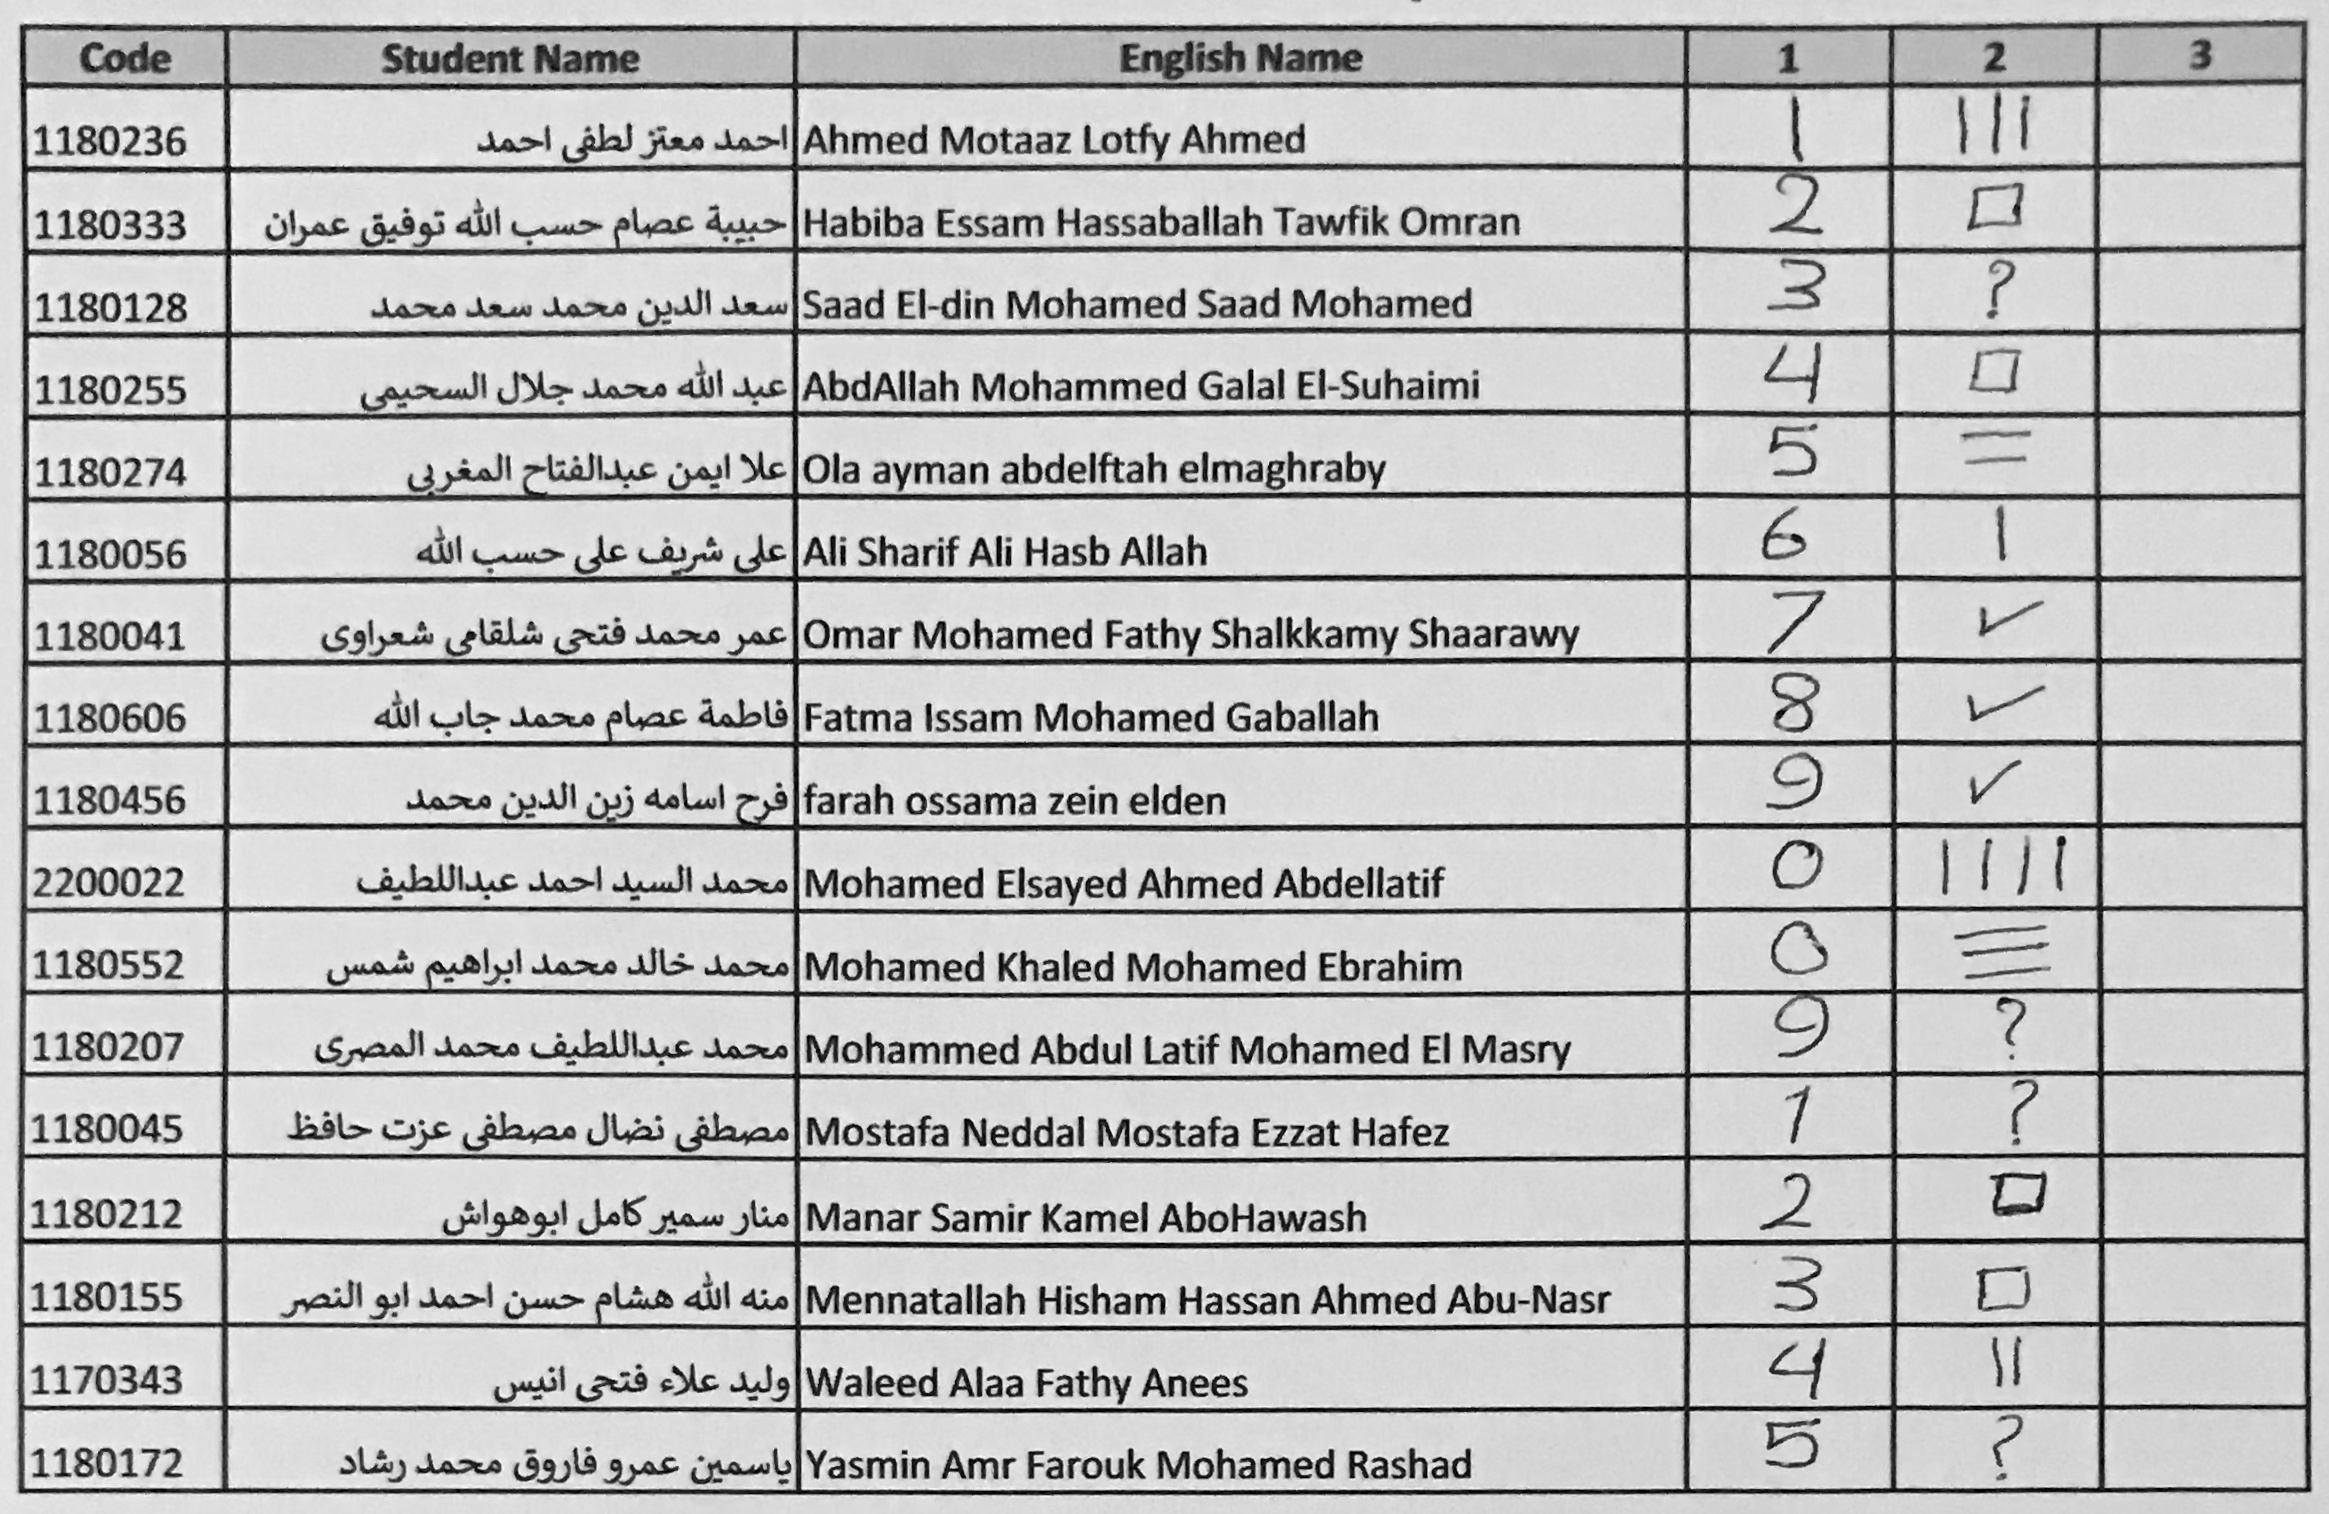 Code Student Name English Name 1 2 3
1180236 احمد معتز لطفى احمد Ahmed Motaaz Lotfy Ahmed 1 | | |
1180333 حبيبة عصام حسب الله توفيق عمران Habiba Essam Hassaballah Tawfik Omran 2 □
1180128 سعد الدين محمد سعد محمد Saad El-din Mohamed Saad Mohamed 3 ?
1180255 عبد الله محمد جلال السحيمى AbdAllah Mohammed Galal El-Suhaimi 4 □
1180274 علا ايمن عبدالفتاح المغربى Ola ayman abdelftah elmaghraby 5 =
1180056 على شريف على حسب الله Ali Sharif Ali Hasb Allah 6 |
1180041 عمر محمد فتحى شلقامى شعراوى Omar Mohamed Fathy Shalkkamy Shaarawy 7 ✓
1180606 فاطمة عصام محمد جاب الله Fatma Issam Mohamed Gaballah 8 ✓
1180456 فرح اسامه زين الدين محمد farah ossama zein elden 9 ✓
2200022 محمد السيد احمد عبداللطيف Mohamed Elsayed Ahmed Abdellatif 0 | | | |
1180552 محمد خالد محمد ابراهيم شمس Mohamed Khaled Mohamed Ebrahim 0 ≡
1180207 محمد عبداللطيف محمد المصرى Mohammed Abdul Latif Mohamed El Masry 9 ?
1180045 مصطفى نضال مصطفى عزت حافظ Mostafa Neddal Mostafa Ezzat Hafez 1 ?
1180212 منار سمير كامل ابوهواش Manar Samir Kamel AboHawash 2 □
1180155 منه الله هشام حسن احمد ابو النصر Mennatallah Hisham Hassan Ahmed Abu-Nasr 3 □
1170343 وليد علاء فتحى انيس Waleed Alaa Fathy Anees 4 | |
1180172 ياسمين عمرو فاروق محمد رشاد Yasmin Amr Farouk Mohamed Rashad 5 ?